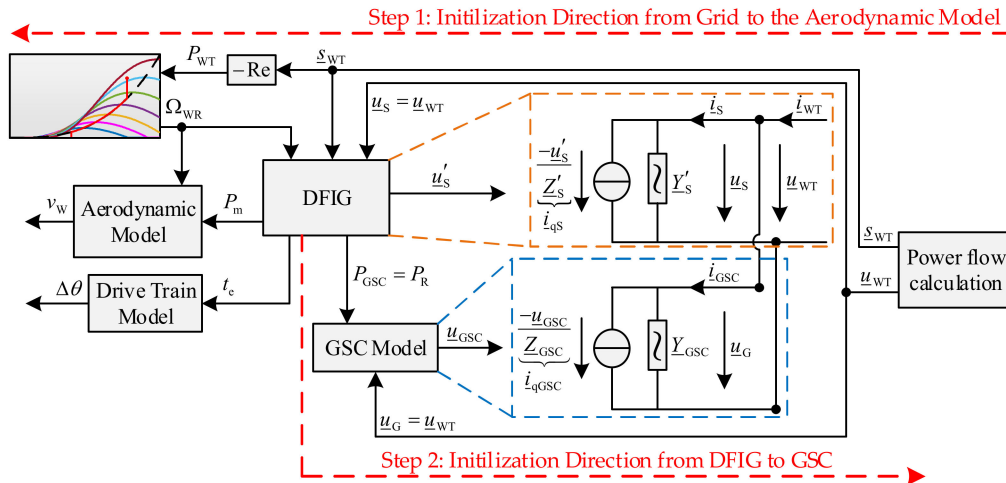 Step 1: Initilization Direction from Grid to the Aerodynamic Model
P_WT
−Re
s_WT
Ω_WR
u_S = u_WT
i_S
i_WT
DFIG
u′_S
−u′_S
Z′_S
i_qS
Y′_S
u_S
u_WT
v_W
Aerodynamic
Model
P_m
s_WT
u_WT
Power flow
calculation
P_GSC = P_R
i_GSC
Δθ
Drive Train
Model
t_e
GSC Model
u_GSC
−u_GSC
Z_GSC
i_qGSC
Y_GSC
u_G
u_G = u_WT
Step 2: Initilization Direction from DFIG to GSC